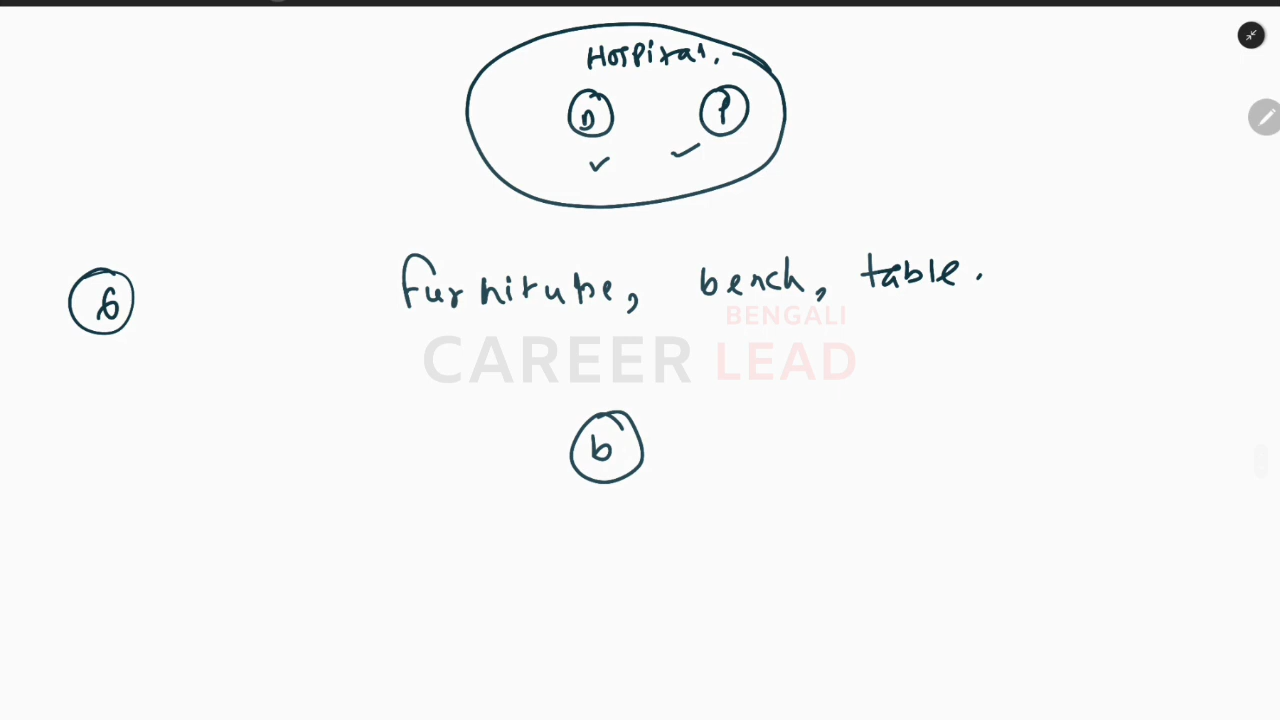 Hospital.
D P
6
furniture, bench, table.
BENGALI
CAREER LEAD
b